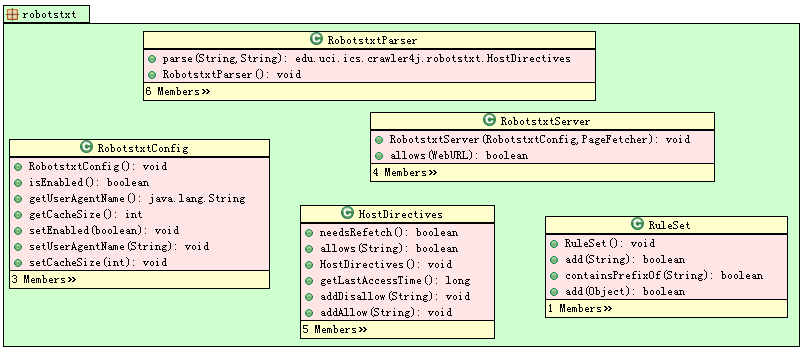 robotstxt
RobotstxtParser
parse(String,String): edu.uci.ics.crawler4j.robotstxt.HostDirectives
RobotstxtParser(): void
6 Members»
RobotstxtServer
RobotstxtServer(RobotstxtConfig,PageFetcher): void
allows(WebURL): boolean
4 Members»
RobotstxtConfig
RobotstxtConfig(): void
isEnabled(): boolean
getUserAgentName(): java.lang.String
getCacheSize(): int
setEnabled(boolean): void
setUserAgentName(String): void
setCacheSize(int): void
3 Members»
HostDirectives
needsRefetch(): boolean
allows(String): boolean
HostDirectives(): void
getLastAccessTime(): long
addDisallow(String): void
addAllow(String): void
5 Members»
RuleSet
RuleSet(): void
add(String): boolean
containsPrefixOf(String): boolean
add(Object): boolean
1 Members»